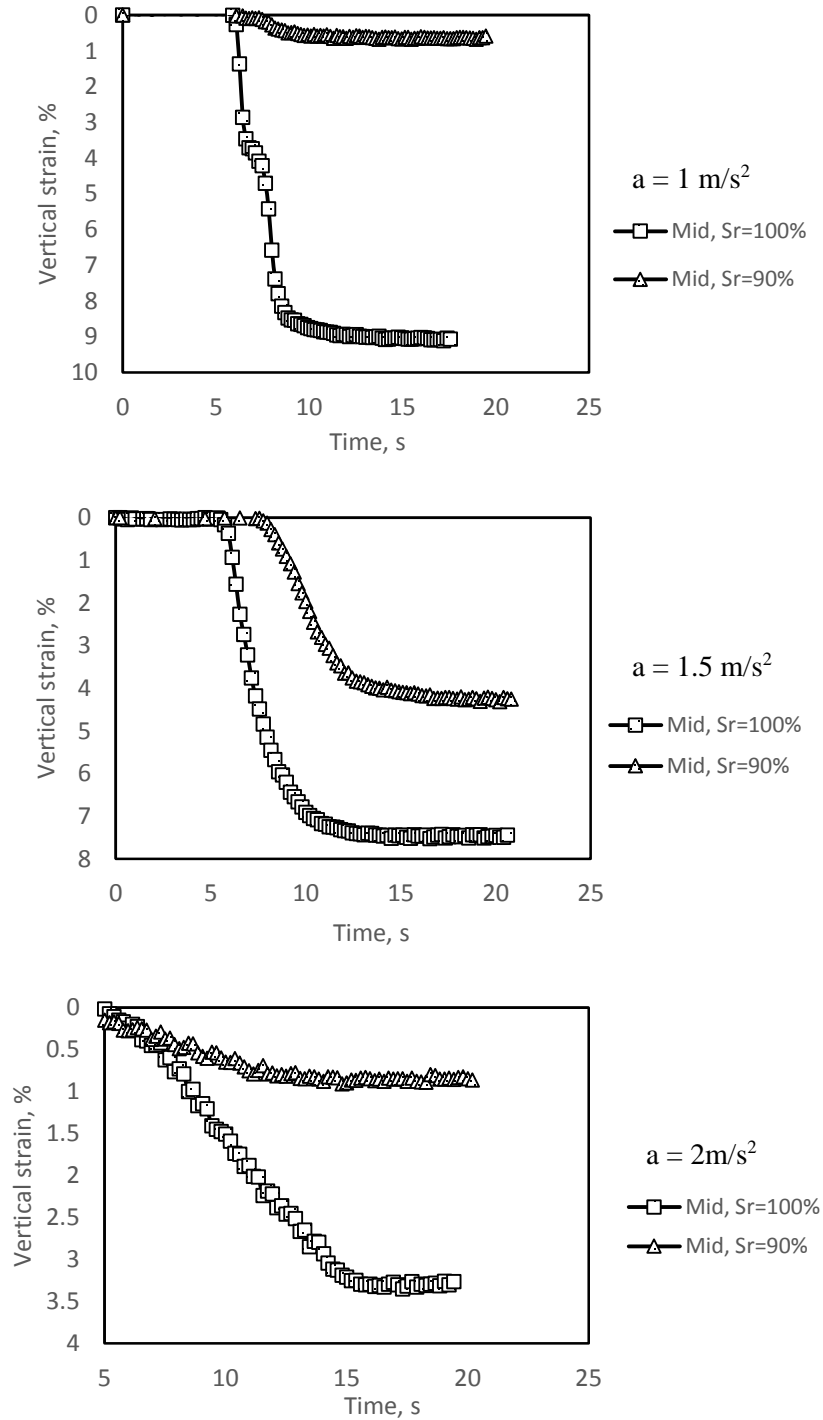 0
1
2
3
4
5
6
7
8
9
10
Vertical strain, %
0 5 10 15 20 25
Time, s
a = 1 m/s²
Mid, Sr=100%
Mid, Sr=90%
0
1
2
3
4
5
6
7
8
Vertical strain, %
0 5 10 15 20 25
Time, s
a = 1.5 m/s²
Mid, Sr=100%
Mid, Sr=90%
0
0.5
1
1.5
2
2.5
3
3.5
4
Vertical strain, %
5 10 15 20 25
Time, s
a = 2m/s²
Mid, Sr=100%
Mid, Sr=90%